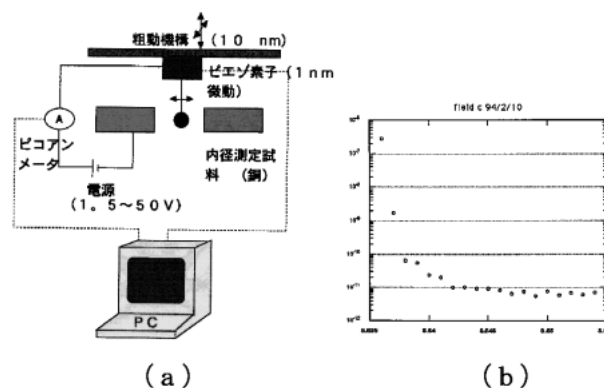 粗動機構
(10 nm)
ピエゾ素子(1nm
微動)
A
ピコアン
メータ
内径測定試
料 (銅)
電源
(1。5〜50V)
PC
(a)
field c 94/2/10
0.64
(b)